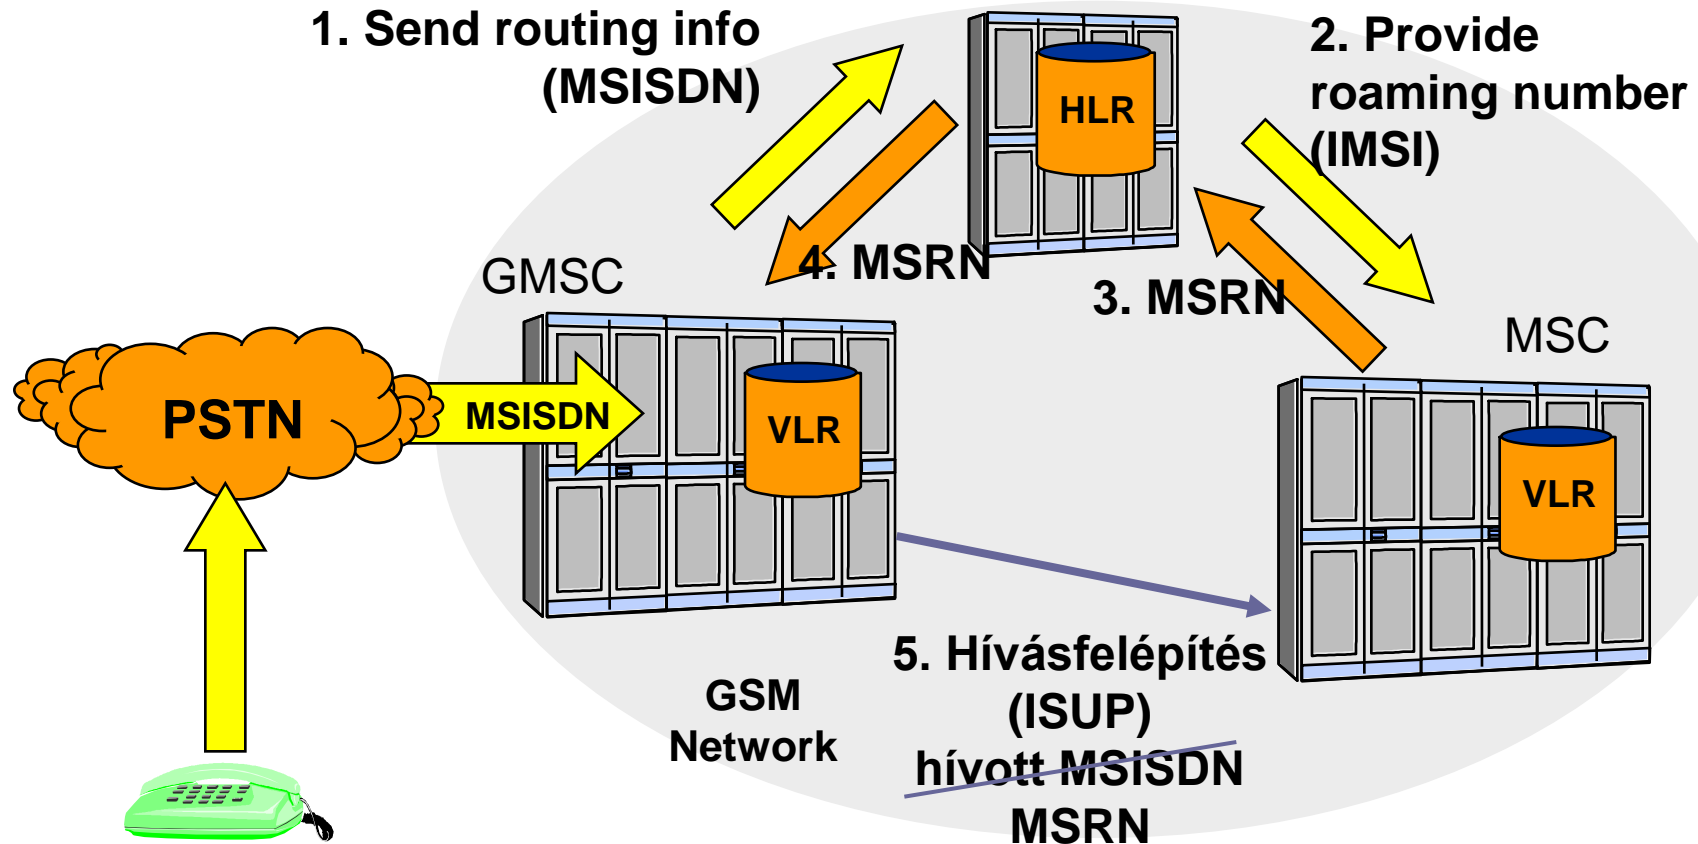 1. Send routing info
(MSISDN)
HLR
2. Provide
roaming number
(IMSI)
4. MSRN
3. MSRN
GMSC
MSC
PSTN
MSISDN
VLR
VLR
5. Hívásfelépítés
(ISUP)
hívott MSISDN
MSRN
GSM
Network